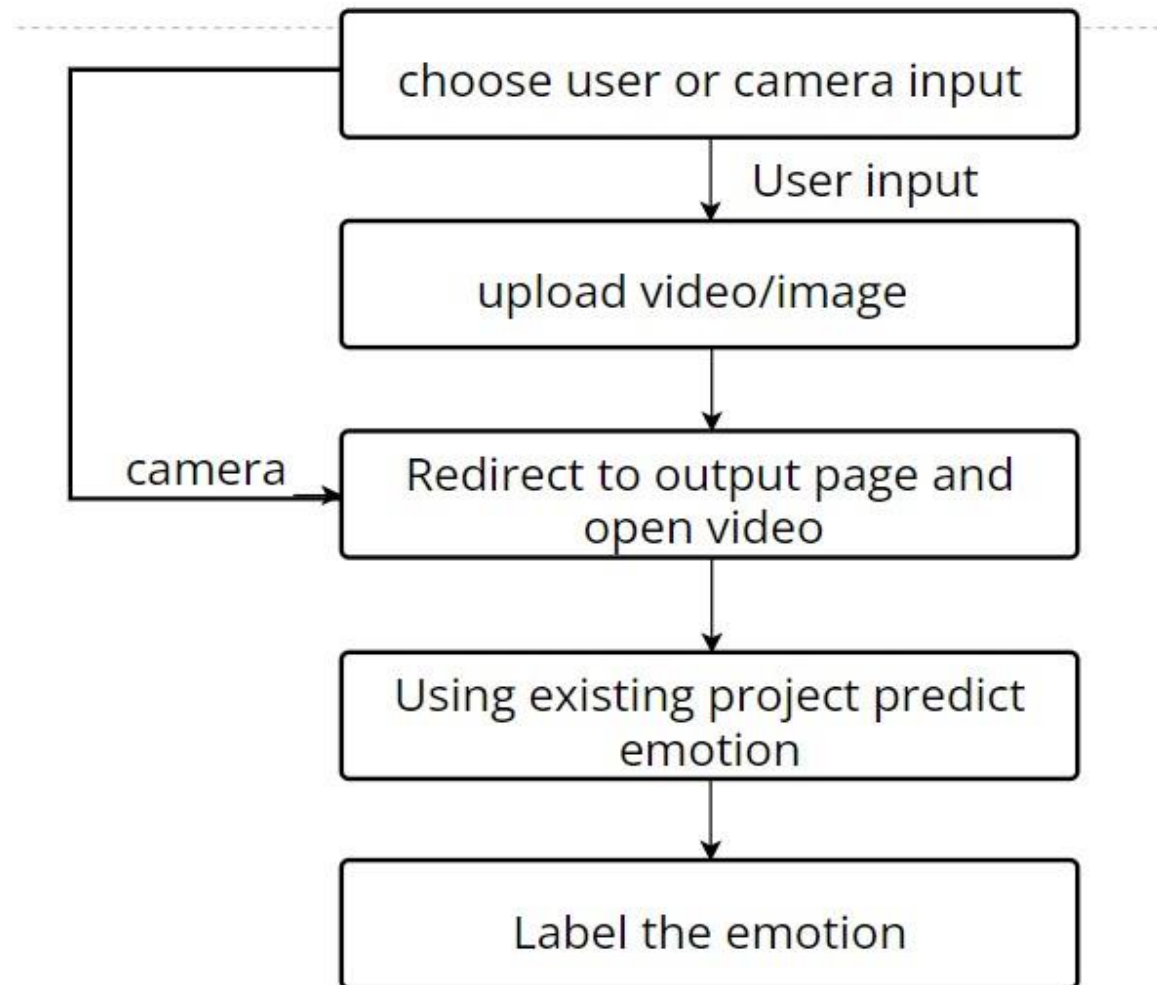 choose user or camera input
User input
upload video/image
camera
Redirect to output page and
open video
Using existing project predict
emotion
Label the emotion